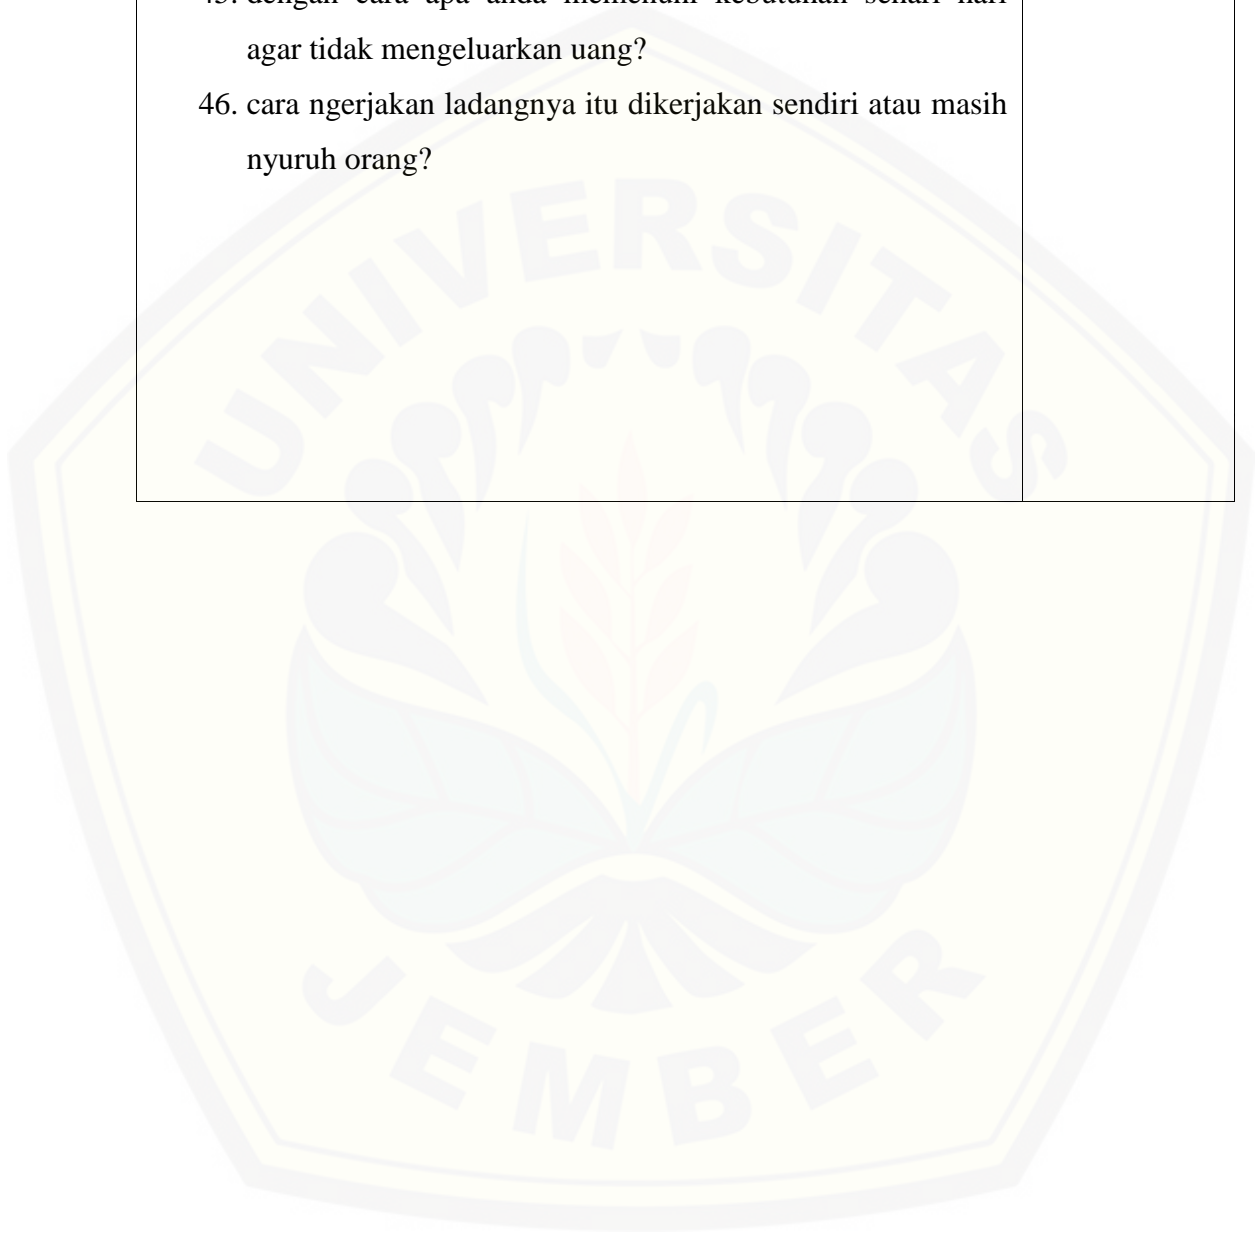 45. dengan cara apa anda memenuhi kebutuhan sehari hari
agar tidak mengeluarkan uang?
46. cara ngerjakan ladangnya itu dikerjakan sendiri atau masih
nyuruh orang?
UNIVERSITAS
JEMBER